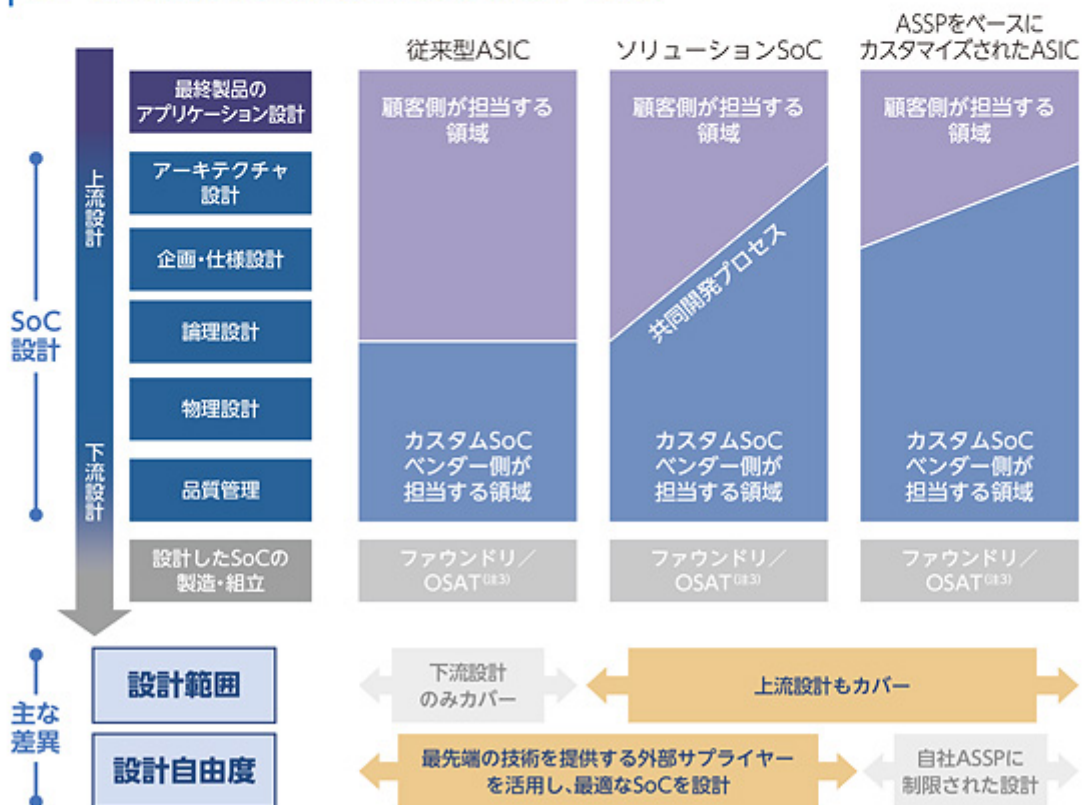 従来型ASIC
ソリューションSoC
ASSPをベースに
カスタマイズされたASIC
最終製品の
アプリケーション設計
顧客側が担当する
領域
顧客側が担当する
領域
顧客側が担当する
領域
上流設計
アーキテクチャ
設計
企画・仕様設計
共同開発プロセス
SoC
設計
論理設計
物理設計
下流設計
品質管理
カスタムSoC
ベンダー側が
担当する領域
カスタムSoC
ベンダー側が
担当する領域
カスタムSoC
ベンダー側が
担当する領域
設計したSoCの
製造・組立
ファウンドリ／
OSAT(注3)
ファウンドリ／
OSAT(注3)
ファウンドリ／
OSAT(注3)
主な
差異
設計範囲
下流設計
のみカバー
上流設計もカバー
設計自由度
最先端の技術を提供する外部サプライヤー
を活用し、最適なSoCを設計
自社ASSPに
制限された設計